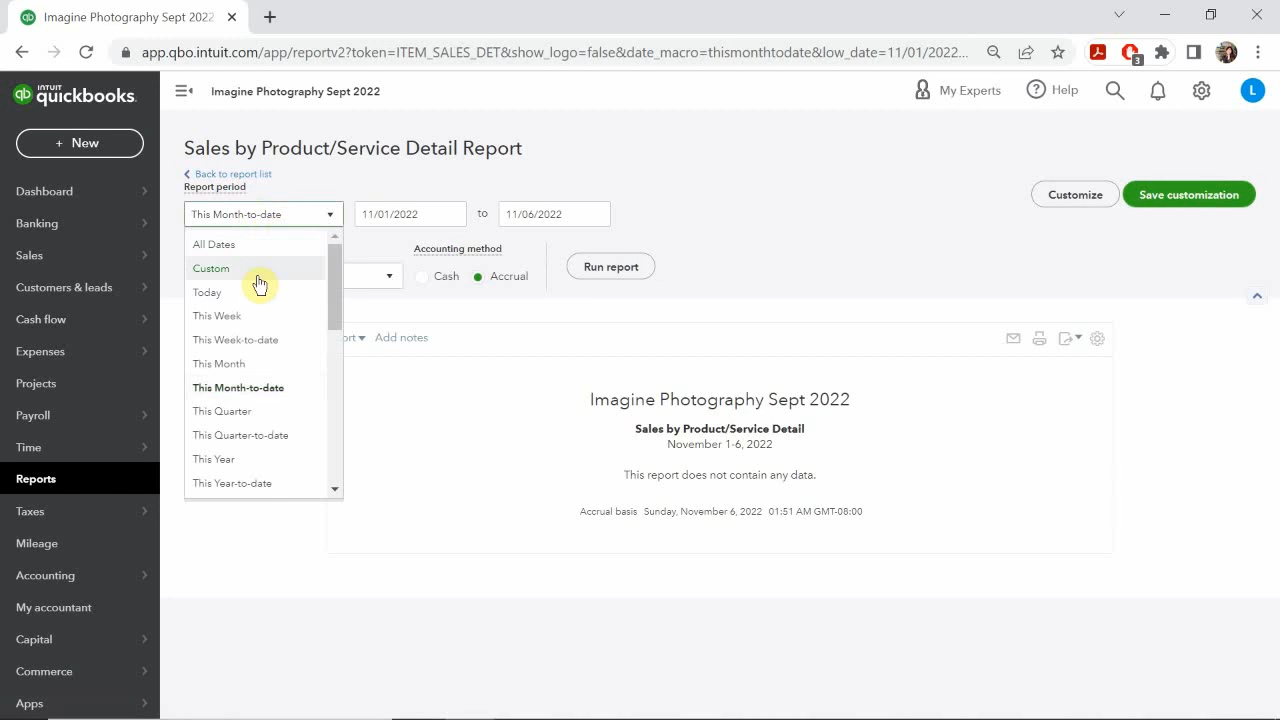 Imagine Photography Sept 2022
app.qbo.intuit.com/app/reportv2?token=ITEM_SALES_DET&show_logo=false&date_macro=thismonthtodate&low_date=11/01/2022...
3
INTUIT
quickbooks.
Imagine Photography Sept 2022
My Experts
Help
L
+ New
Dashboard
Banking
Sales
Customers & leads
Cash flow
Expenses
Projects
Payroll
Time
Reports
Taxes
Mileage
Accounting
My accountant
Capital
Commerce
Apps
Sales by Product/Service Detail Report
Back to report list
Report period
Customize
Save customization
This Month-to-date
11/01/2022
to
11/06/2022
All Dates
Custom
Today
This Week
This Week-to-date
This Month
This Month-to-date
This Quarter
This Quarter-to-date
This Year
This Year-to-date
Accounting method
Cash
Accrual
Run report
ort
Add notes
Imagine Photography Sept 2022
Sales by Product/Service Detail
November 1-6, 2022
This report does not contain any data.
Accrual basis Sunday, November 6, 2022 01:51 AM GMT-08:00